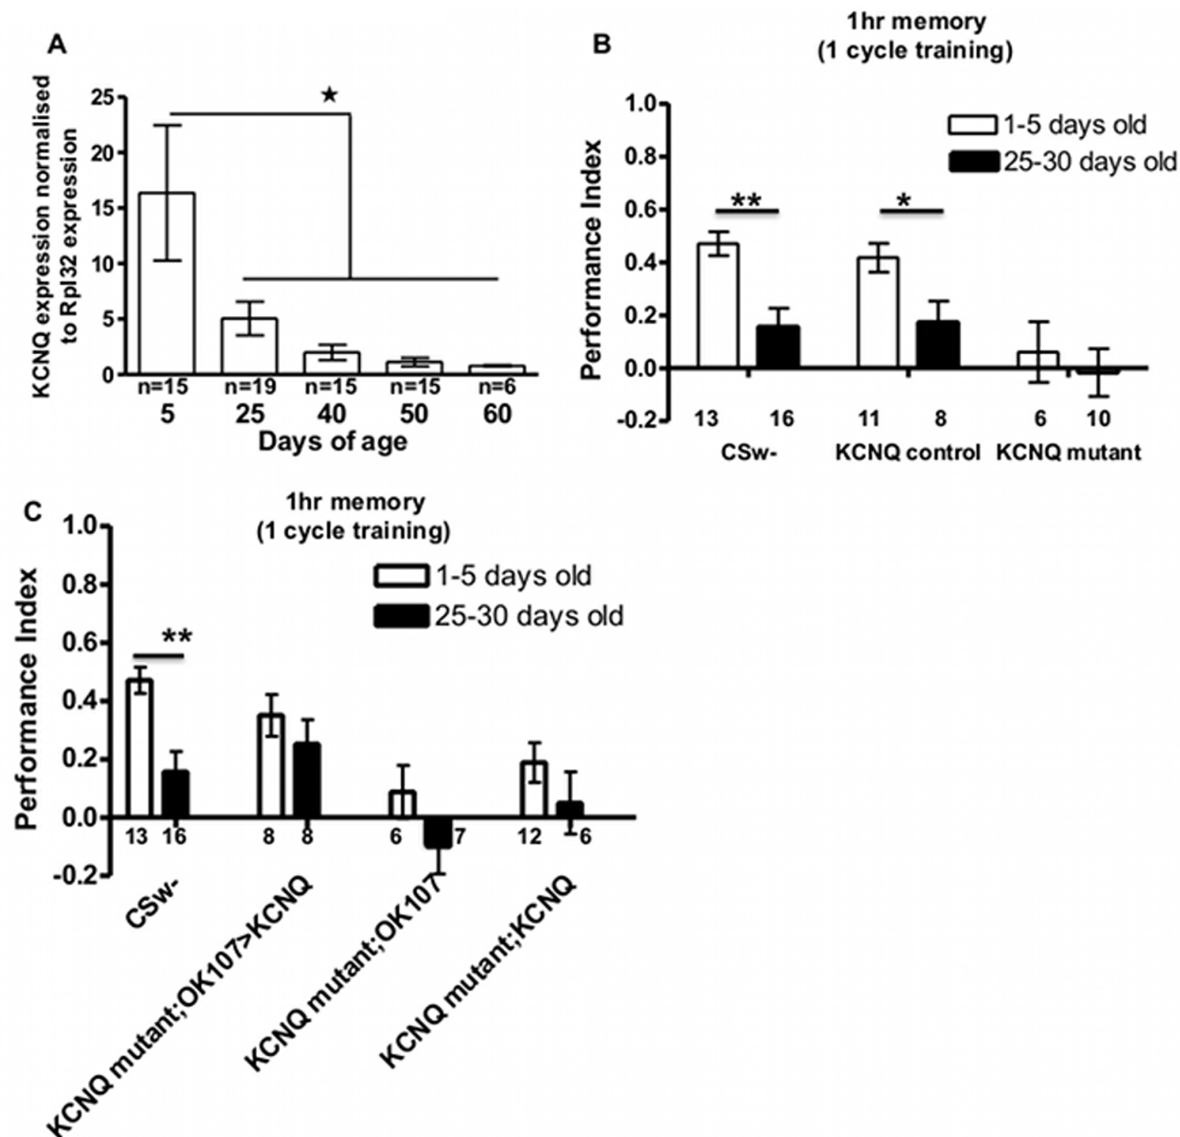 A
KCNQ expression normalised
to Rpl32 expression
25
20
15
10
5
0
★
n=15 n=19 n=15 n=15 n=6
5 25 40 50 60
Days of age
B
1hr memory
(1 cycle training)
Performance Index
1.0
0.8
0.6
0.4
0.2
0.0
-0.2
1-5 days old
25-30 days old
** *
13 16 11 8 6 10
CSw- KCNQ control KCNQ mutant
C
1hr memory
(1 cycle training)
Performance Index
1.0
0.8
0.6
0.4
0.2
0.0
-0.2
1-5 days old
25-30 days old
**
13 16 8 8 6 7 12 6
CSw-
KCNQ mutant;OK107>KCNQ
KCNQ mutant;OK107
KCNQ mutant;KCNQ